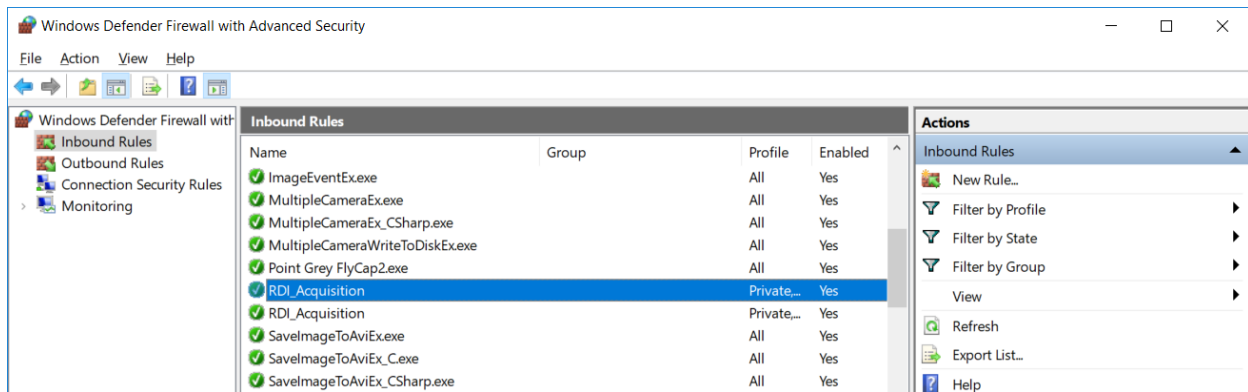 Windows Defender Firewall with Advanced Security
File Action View Help
Windows Defender Firewall with
Inbound Rules
Outbound Rules
Connection Security Rules
Monitoring
Inbound Rules
Name Group Profile Enabled
ImageEventEx.exe All Yes
MultipleCameraEx.exe All Yes
MultipleCameraEx_CSharp.exe All Yes
MultipleCameraWriteToDiskEx.exe All Yes
Point Grey FlyCap2.exe All Yes
RDI_Acquisition Private,... Yes
RDI_Acquisition Private,... Yes
SaveImageToAviEx.exe All Yes
SaveImageToAviEx_C.exe All Yes
SaveImageToAviEx_CSharp.exe All Yes
Actions
Inbound Rules
New Rule...
Filter by Profile
Filter by State
Filter by Group
View
Refresh
Export List...
Help